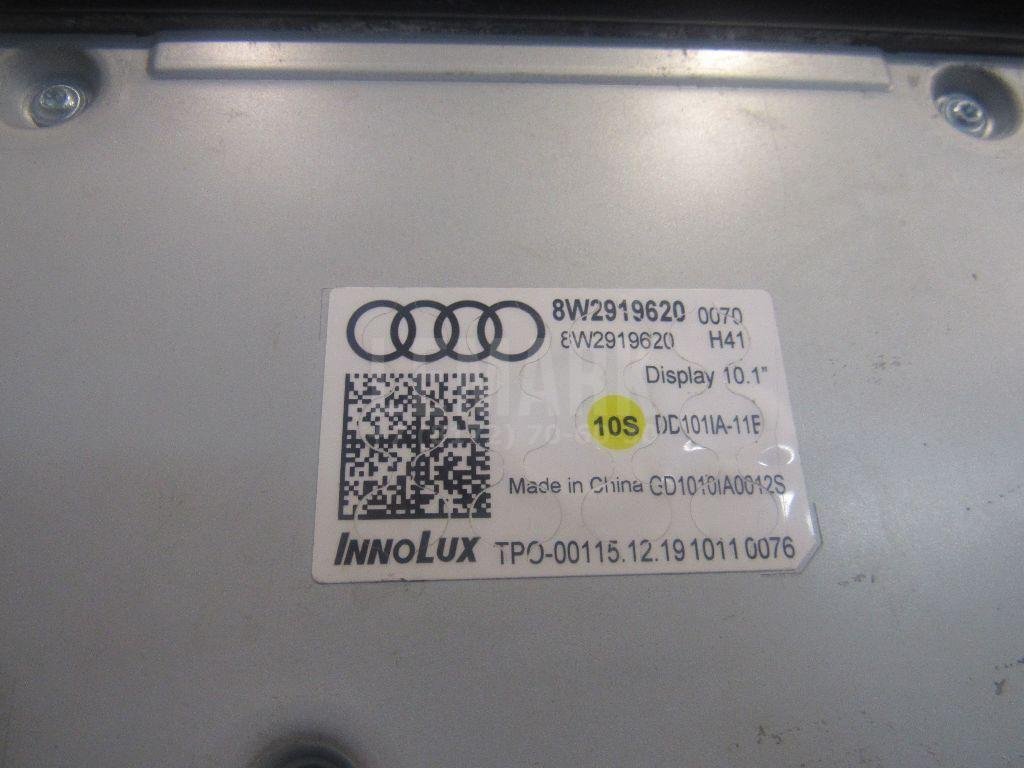 8W2919620 0070
8W2919620 H41
Display 10.1"
10S DD101IA-11E
Made in China GD1010IA0012S
INNOLUX TPO-00115.12.19 1011 0076